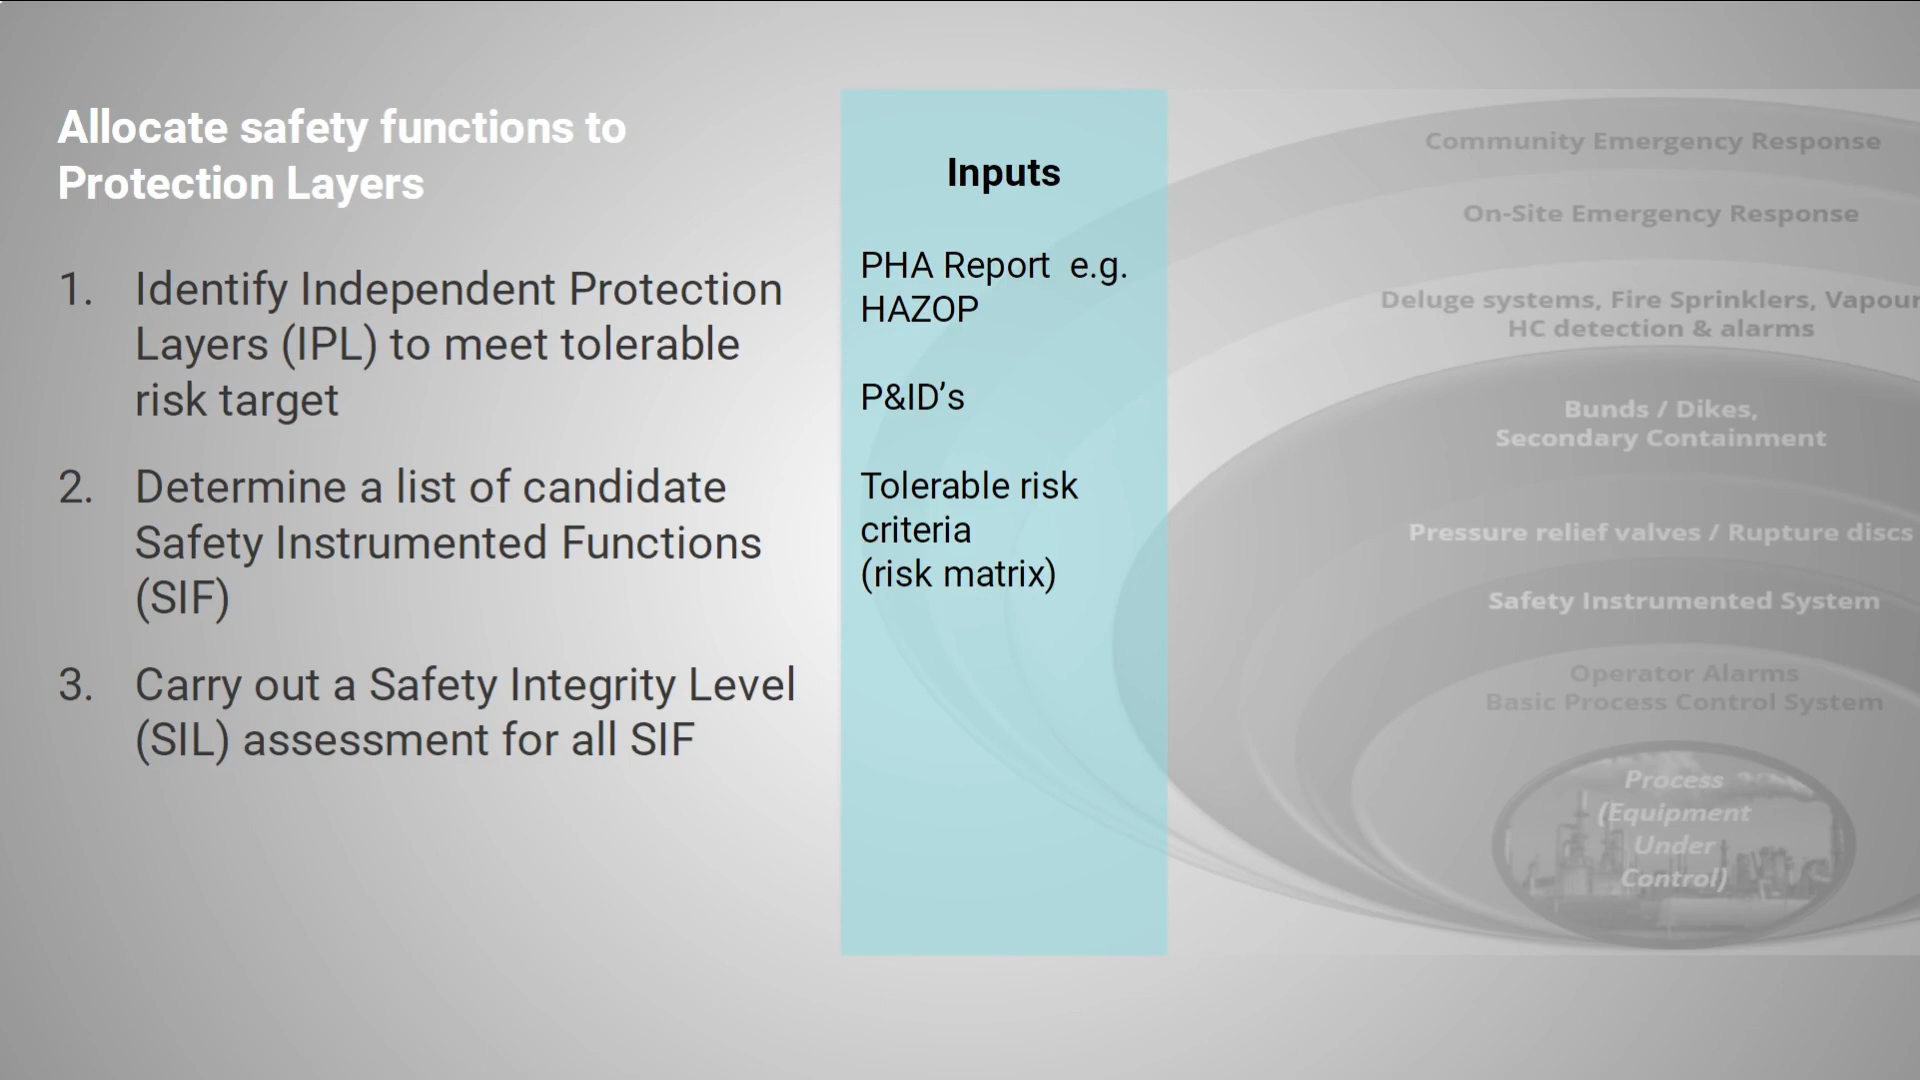 Allocate safety functions to
Protection Layers
1. Identify Independent Protection
Layers (IPL) to meet tolerable
risk target
2. Determine a list of candidate
Safety Instrumented Functions
(SIF)
3. Carry out a Safety Integrity Level
(SIL) assessment for all SIF
Inputs
PHA Report e.g.
HAZOP
P&ID’s
Tolerable risk
criteria
(risk matrix)
Community Emergency Response
On-Site Emergency Response
Deluge systems, Fire Sprinklers, Vapour
HC detection & alarms
Bunds / Dikes,
Secondary Containment
Pressure relief valves / Rupture discs
Safety Instrumented System
Operator Alarms
Basic Process Control System
Process
(Equipment
Under
Control)